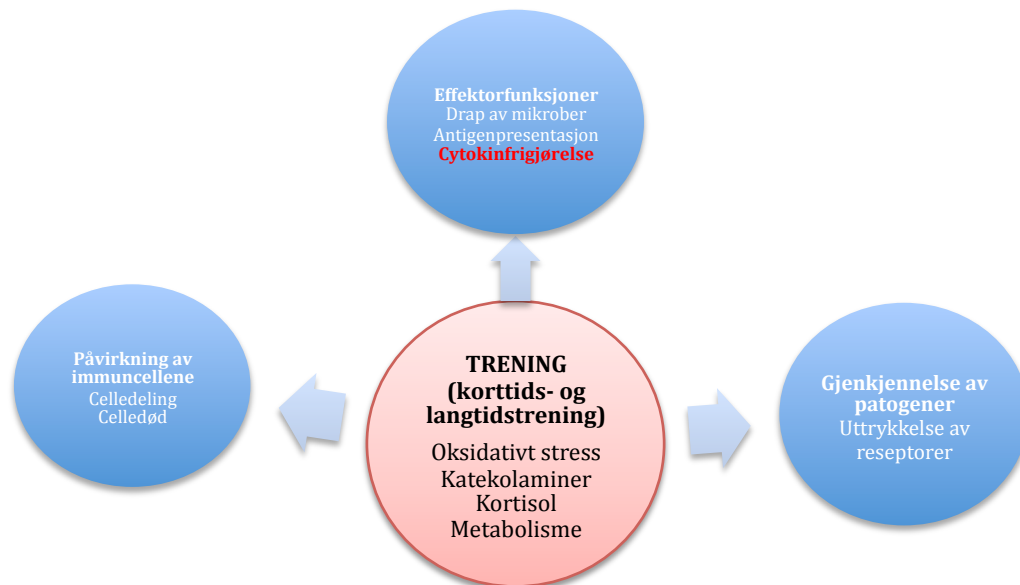 Effektorfunksjoner
Drap av mikrober
Antigenpresentasjon
Cytokinfrigjørelse
Påvirkning av
immuncellene
Celledeling
Celledød
TRENING
(korttids- og
langtidstrening)
Oksidativt stress
Katekolaminer
Kortisol
Metabolisme
Gjenkjennelse av
patogener
Uttrykkelse av
reseptorer